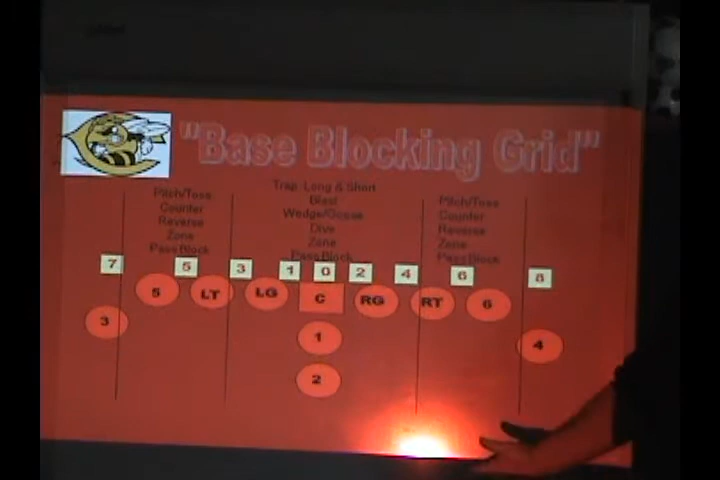 "Base Blocking Grid"
Trap, Long & Short
Pitch/Toss
Counter
Reverse
Zone
Pass Block
Blast
Wedge/Gouge
Dive
Zone
Pass Block
Pitch/Toss
Counter
Reverse
Zone
Pass Block
7 5 3 1 0 2 4 6 8
5 LT LG C RG RT 6
3 1 4
2